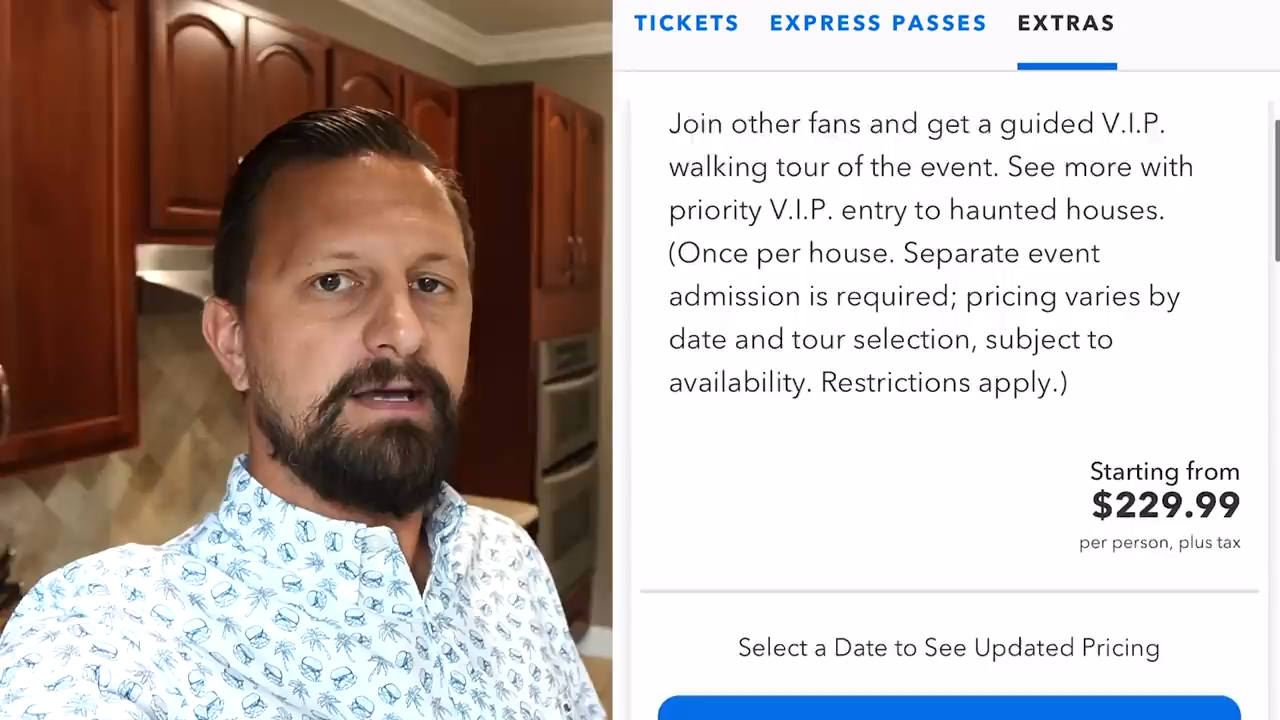 TICKETS EXPRESS PASSES EXTRAS
Join other fans and get a guided V.I.P.
walking tour of the event. See more with
priority V.I.P. entry to haunted houses.
(Once per house. Separate event
admission is required; pricing varies by
date and tour selection, subject to
availability. Restrictions apply.)
Starting from
$229.99
per person, plus tax
Select a Date to See Updated Pricing